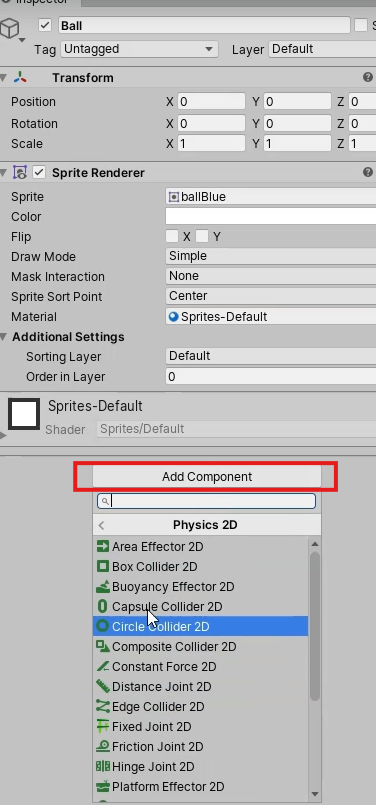 Inspector
Ball
S
Tag Untagged Layer Default
Transform
Position X 0 Y 0 Z 0
Rotation X 0 Y 0 Z 0
Scale X 1 Y 1 Z 1
Sprite Renderer
Sprite ballBlue
Color
Flip X Y
Draw Mode Simple
Mask Interaction None
Sprite Sort Point Center
Material Sprites-Default
Additional Settings
Sorting Layer Default
Order in Layer 0
Sprites-Default
Shader Sprites/Default
Add Component
Physics 2D
Area Effector 2D
Box Collider 2D
Buoyancy Effector 2D
Capsule Collider 2D
Circle Collider 2D
Composite Collider 2D
Constant Force 2D
Distance Joint 2D
Edge Collider 2D
Fixed Joint 2D
Friction Joint 2D
Hinge Joint 2D
Platform Effector 2D